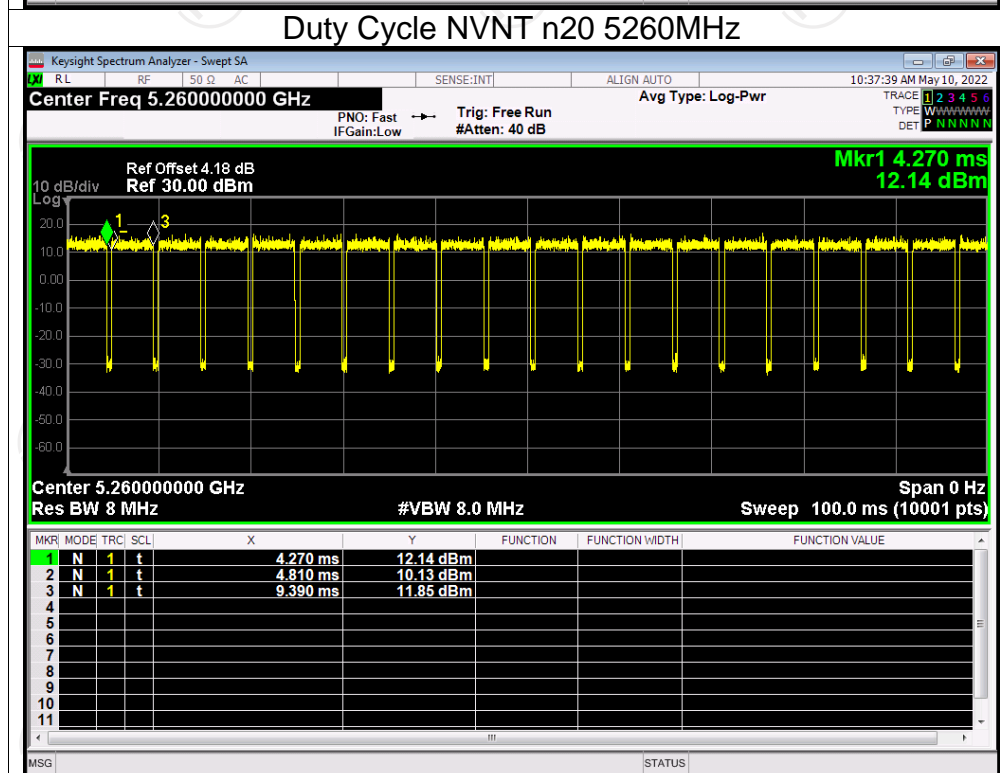 Duty Cycle NVNT n20 5260MHz
Keysight Spectrum Analyzer - Swept SA
LXI RL RF 50 Ω AC SENSE:INT ALIGN AUTO 10:37:39 AM May 10, 2022
Center Freq 5.260000000 GHz Avg Type: Log-Pwr TRACE 1 2 3 4 5 6
PNO: Fast Trig: Free Run TYPE WWWWWW
IFGain:Low #Atten: 40 dB DET P N N N N N
Mkr1 4.270 ms
Ref Offset 4.18 dB
10 dB/div Ref 30.00 dBm 12.14 dBm
Log
1 3
20.0
10.0
0.00
-10.0
-20.0
-30.0
-40.0
-50.0
-60.0
Center 5.260000000 GHz Span 0 Hz
Res BW 8 MHz #VBW 8.0 MHz Sweep 100.0 ms (10001 pts)
MKR MODE TRC SCL X Y FUNCTION FUNCTION WIDTH FUNCTION VALUE
1 N 1 t 4.270 ms 12.14 dBm
2 N 1 t 4.810 ms 10.13 dBm
3 N 1 t 9.390 ms 11.85 dBm
4
5
6
7
8
9
10
11
MSG STATUS